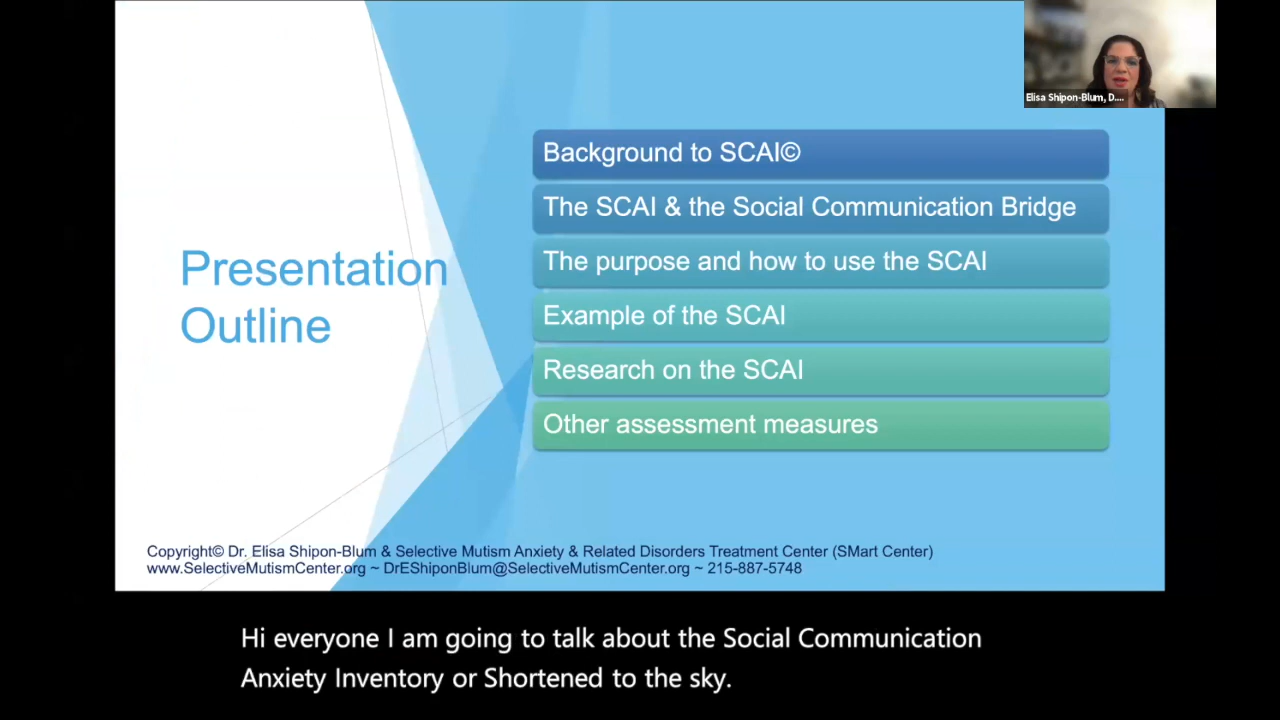 Elisa Shipon-Blum, D....
Background to SCAI©
The SCAI & the Social Communication Bridge
The purpose and how to use the SCAI
Presentation
Outline
Example of the SCAI
Research on the SCAI
Other assessment measures
Copyright© Dr. Elisa Shipon-Blum & Selective Mutism Anxiety & Related Disorders Treatment Center (SMart Center)
www.SelectiveMutismCenter.org ~ DrEShiponBlum@SelectiveMutismCenter.org ~ 215-887-5748
Hi everyone I am going to talk about the Social Communication
Anxiety Inventory or Shortened to the sky.